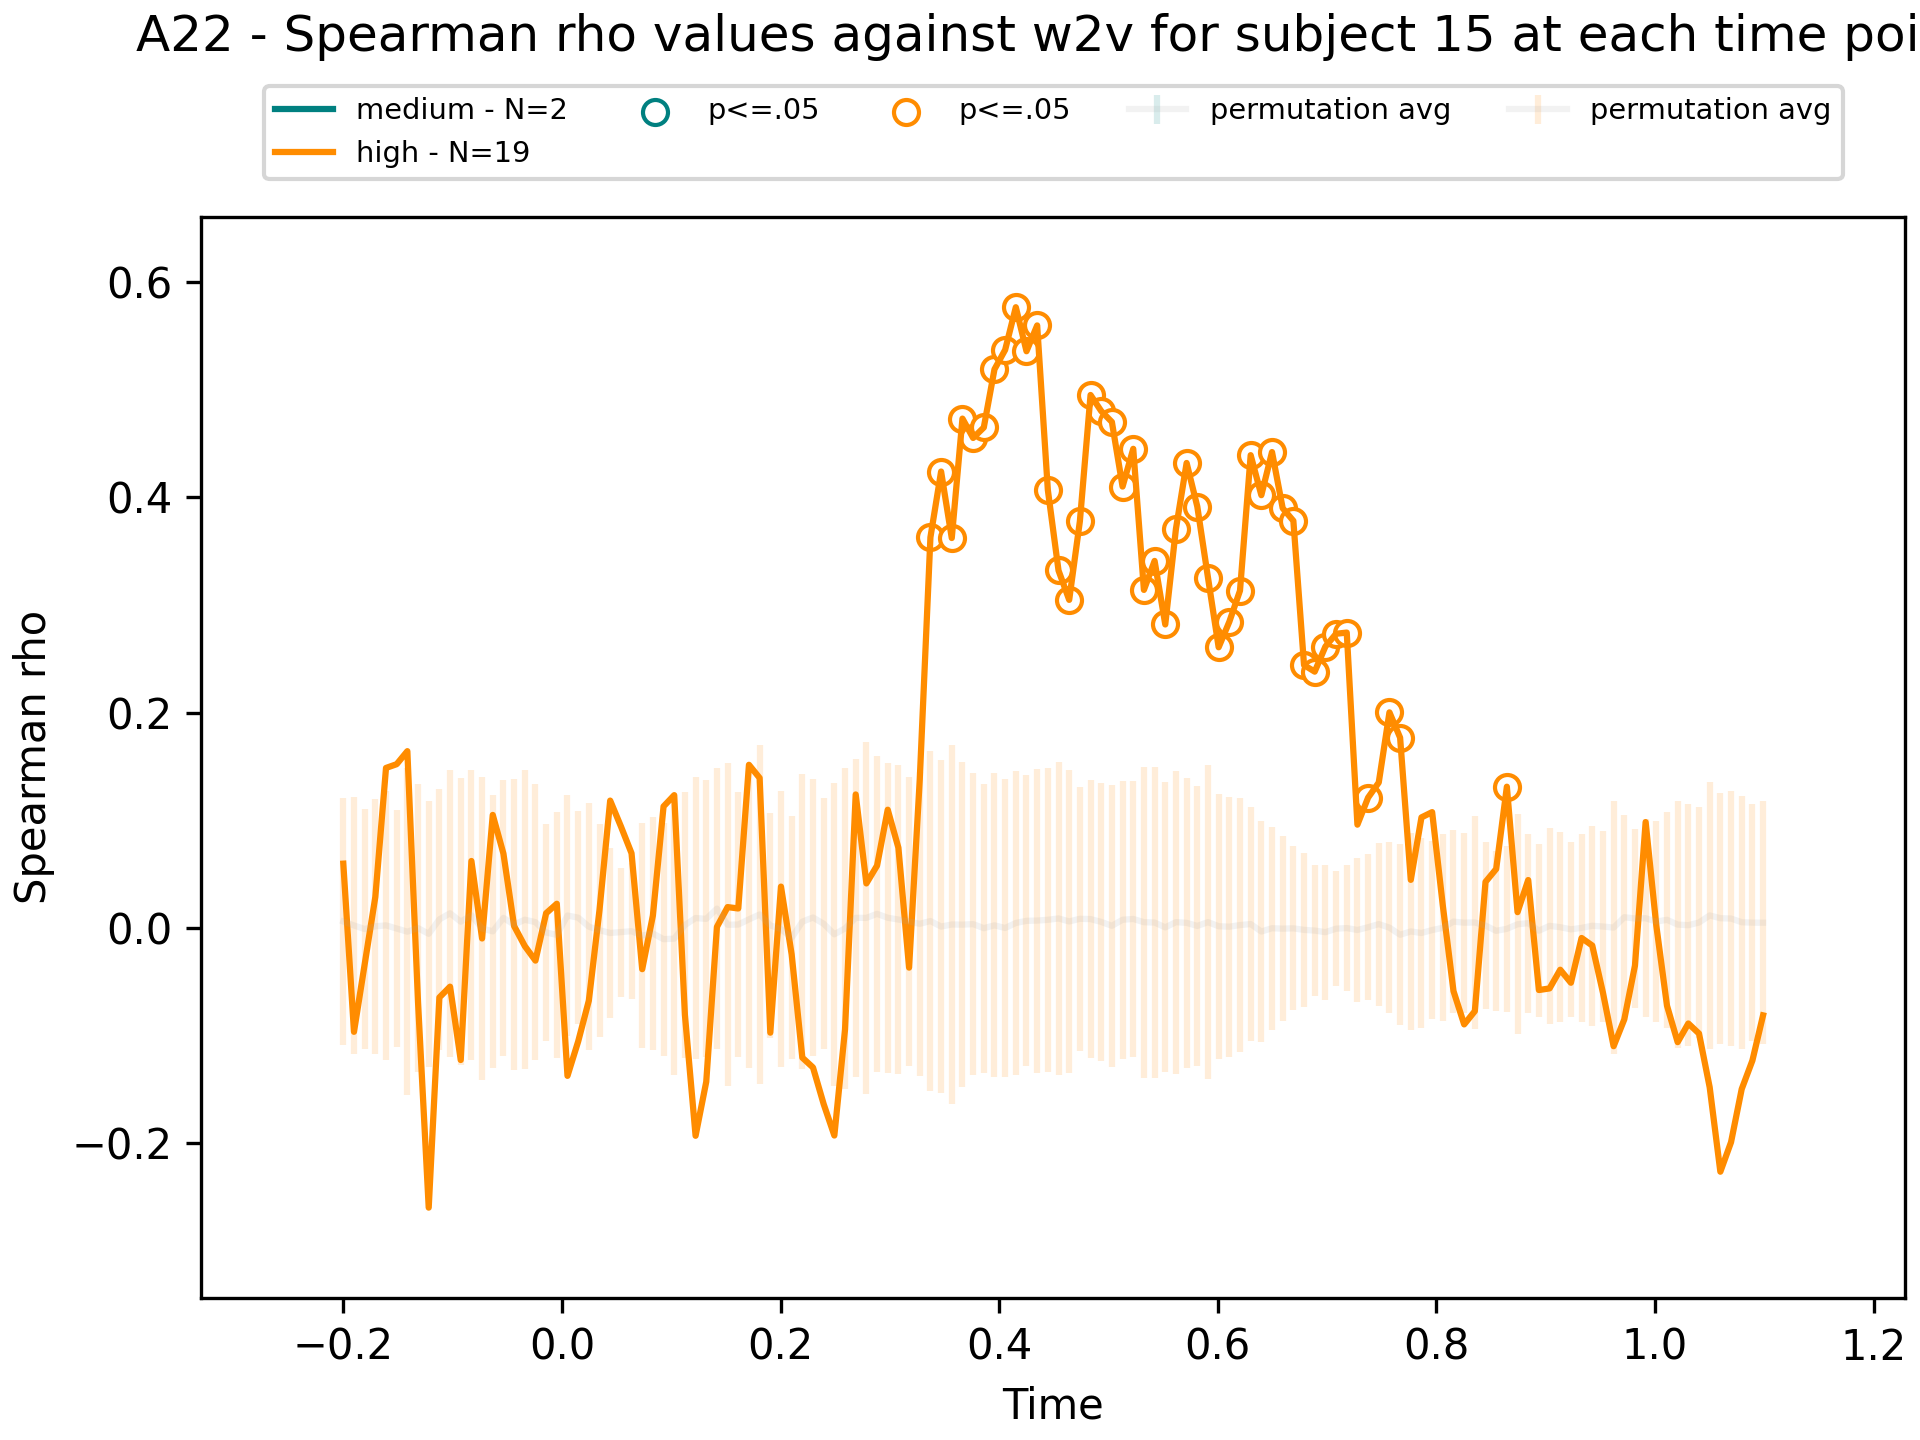 A22 - Spearman rho values against w2v for subject 15 at each time poi
medium - N=2 p<=.05 p<=.05 permutation avg permutation avg
high - N=19
0.6
0.4
0.2
0.0
−0.2
Spearman rho
−0.2 0.0 0.2 0.4 0.6 0.8 1.0 1.2
Time